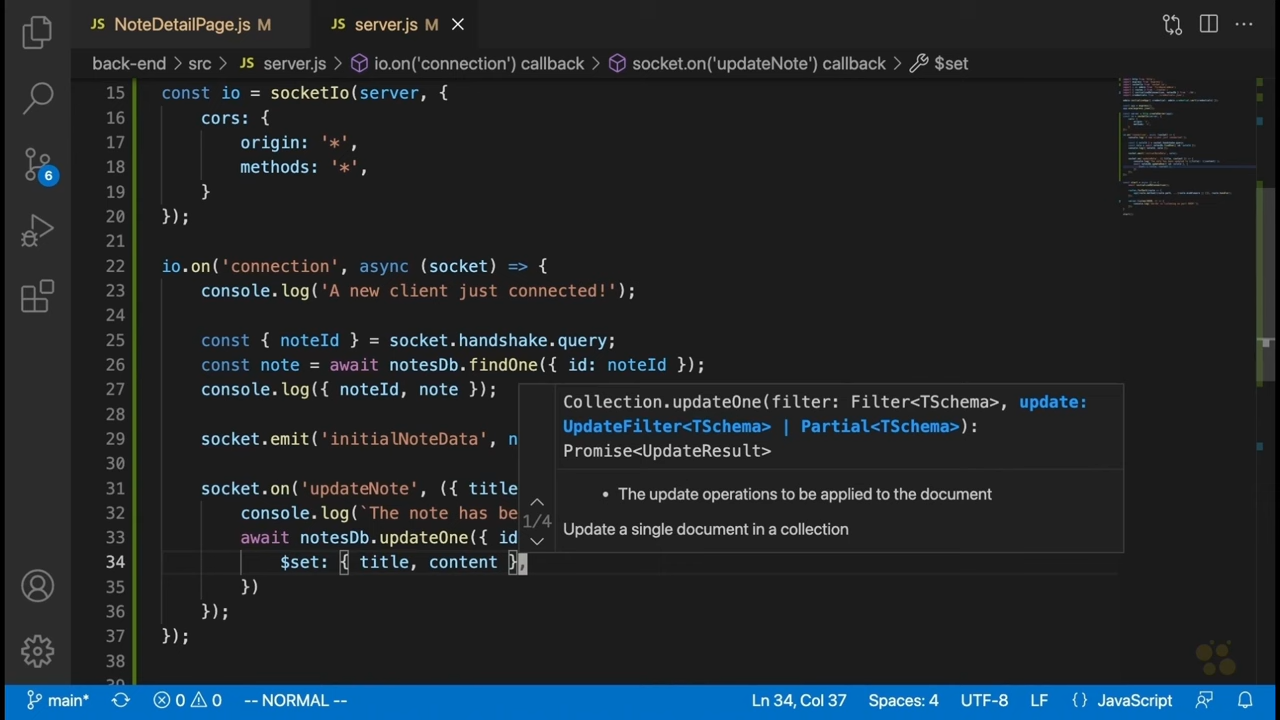 JS NoteDetailPage.js M JS server.js M
back-end > src > JS server.js > io.on('connection') callback > socket.on('updateNote') callback > $set
15 const io = socketIo(server, {
16 cors: {
17 origin: '*',
18 methods: '*',
19 }
20 });
21
22 io.on('connection', async (socket) => {
23 console.log('A new client just connected!');
24
25 const { noteId } = socket.handshake.query;
26 const note = await notesDb.findOne({ id: noteId });
27 console.log({ noteId, note });
28
29 socket.emit('initialNoteData', n
30
31 socket.on('updateNote', ({ title
32 console.log(`The note has be
33 await notesDb.updateOne({ id
34 $set: { title, content },
35 })
36 });
37 });
38
Collection.updateOne(filter: Filter<TSchema>, update:
UpdateFilter<TSchema> | Partial<TSchema>):
Promise<UpdateResult>
• The update operations to be applied to the document
1/4
Update a single document in a collection
6
main* 0 0 -- NORMAL -- Ln 34, Col 37 Spaces: 4 UTF-8 LF {} JavaScript